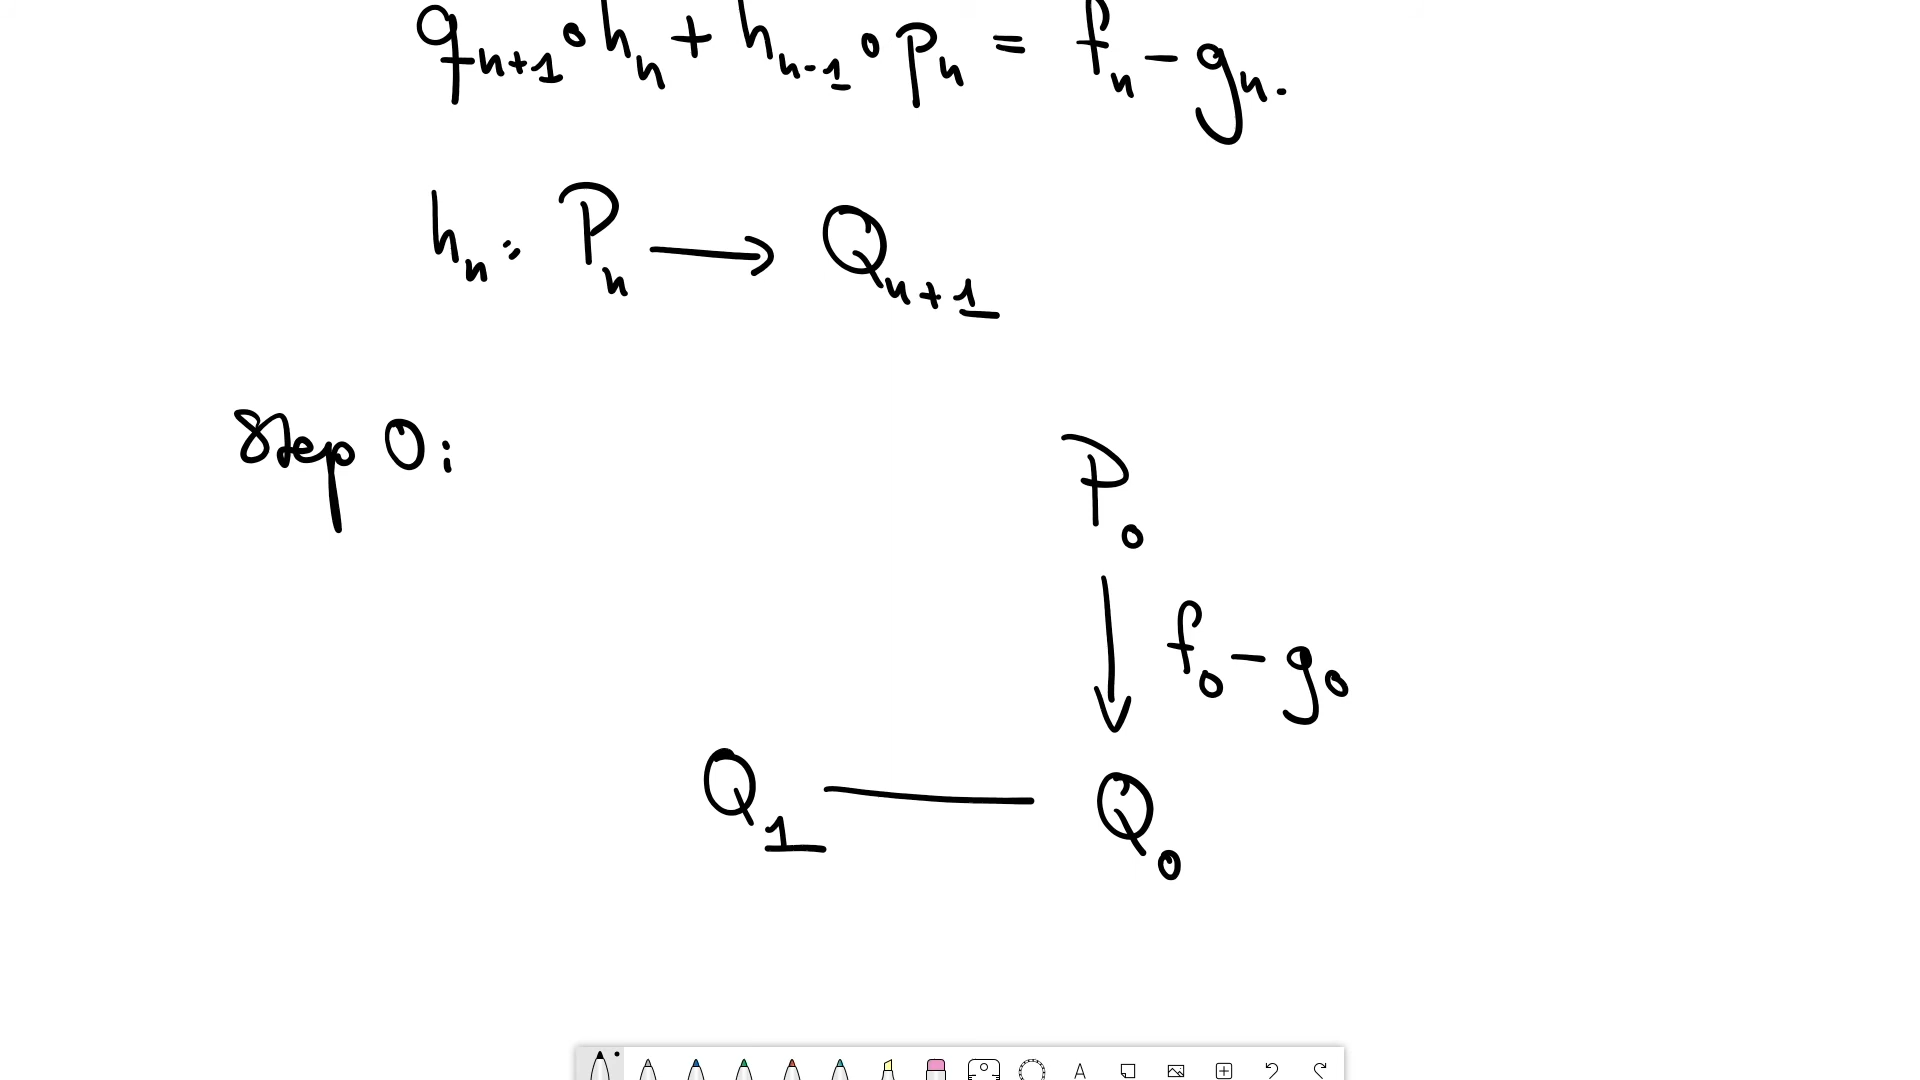 q_{n+1} ∘ h_n + h_{n-1} ∘ p_n = f_n - g_n.
h_n : P_n ⟶ Q_{n+1}
Step 0:
P_0
f_0 - g_0
Q_1 Q_0
A